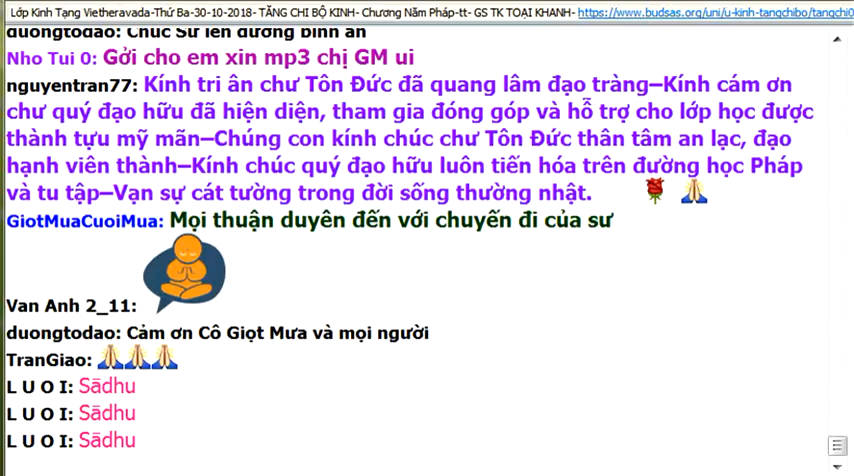 Lớp Kinh Tạng Vietheravada-Thứ Ba-30-10-2018- TĂNG CHI BỘ KINH- Chương Năm Pháp-tt- GS TK TOẠI KHANH- https://www.budsas.org/uni/u-kinh-tangchibo/tangchi0
duongtodao: Chúc Sư lên đường bình an
Nho Tui 0: Gởi cho em xin mp3 chị GM ui
nguyentran77: Kính tri ân chư Tôn Đức đã quang lâm đạo tràng–Kính cám ơn
chư quý đạo hữu đã hiện diện, tham gia đóng góp và hỗ trợ cho lớp học được
thành tựu mỹ mãn–Chúng con kính chúc chư Tôn Đức thân tâm an lạc, đạo
hạnh viên thành–Kính chúc quý đạo hữu luôn tiến hóa trên đường học Pháp
và tu tập–Vạn sự cát tường trong đời sống thường nhật.
GiotMuaCuoiMua: Mọi thuận duyên đến với chuyến đi của sư
Van Anh 2_11:
duongtodao: Cảm ơn Cô Giọt Mưa và mọi người
TranGiao:
L U O I: Sādhu
L U O I: Sādhu
L U O I: Sādhu